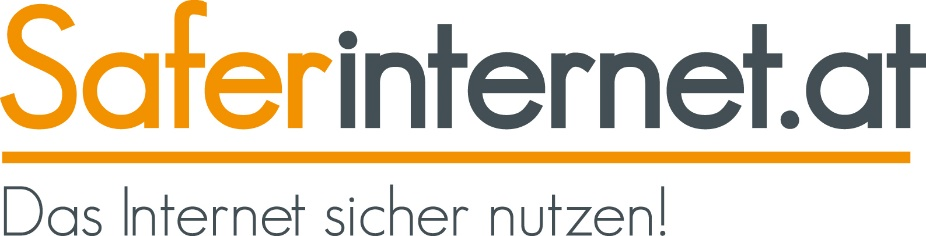 Saferinternet.at
Das Internet sicher nutzen!